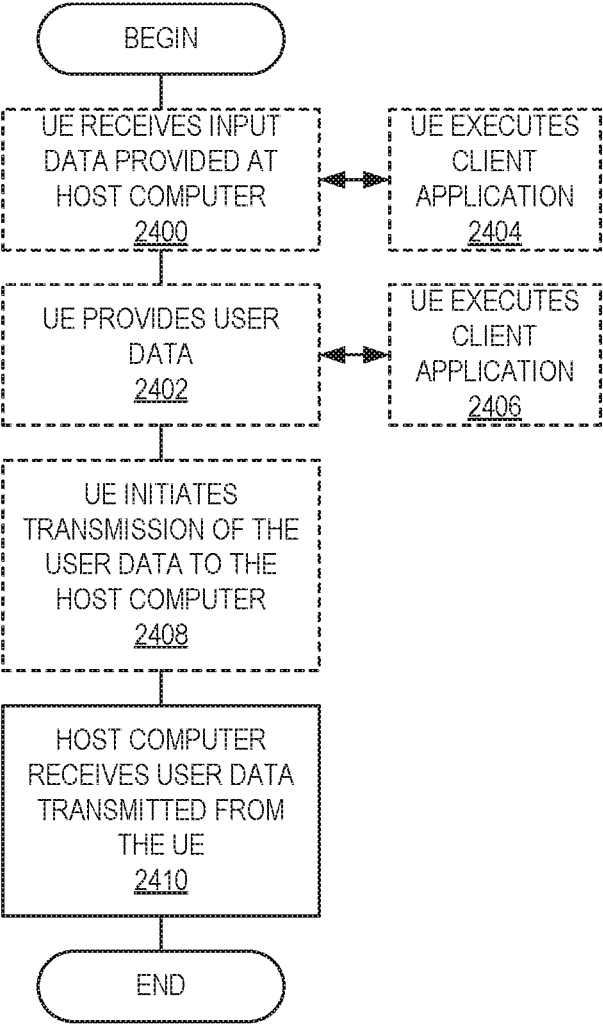 BEGIN
UE RECEIVES INPUT
DATA PROVIDED AT
HOST COMPUTER
2400
UE EXECUTES
CLIENT
APPLICATION
2404
UE PROVIDES USER
DATA
2402
UE EXECUTES
CLIENT
APPLICATION
2406
UE INITIATES
TRANSMISSION OF THE
USER DATA TO THE
HOST COMPUTER
2408
HOST COMPUTER
RECEIVES USER DATA
TRANSMITTED FROM
THE UE
2410
END